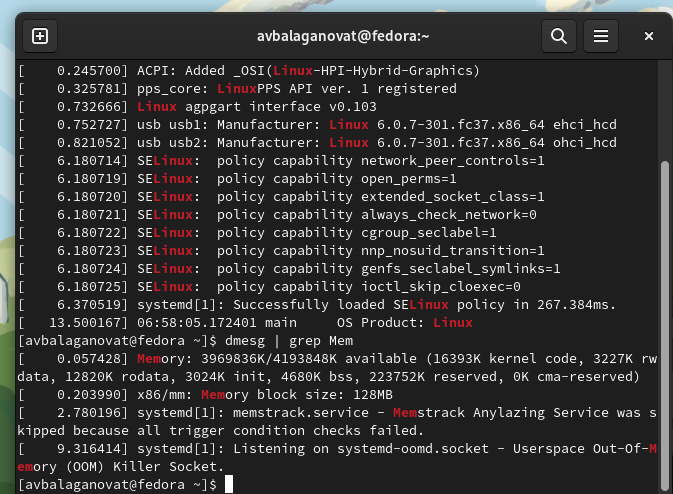 avbalaganovat@fedora:~
[    0.245700] ACPI: Added _OSI(Linux-HPI-Hybrid-Graphics)
[    0.325781] pps_core: LinuxPPS API ver. 1 registered
[    0.732666] Linux agpgart interface v0.103
[    0.752727] usb usb1: Manufacturer: Linux 6.0.7-301.fc37.x86_64 ehci_hcd
[    0.821052] usb usb2: Manufacturer: Linux 6.0.7-301.fc37.x86_64 ohci_hcd
[    6.180714] SELinux:  policy capability network_peer_controls=1
[    6.180719] SELinux:  policy capability open_perms=1
[    6.180720] SELinux:  policy capability extended_socket_class=1
[    6.180721] SELinux:  policy capability always_check_network=0
[    6.180722] SELinux:  policy capability cgroup_seclabel=1
[    6.180723] SELinux:  policy capability nnp_nosuid_transition=1
[    6.180724] SELinux:  policy capability genfs_seclabel_symlinks=1
[    6.180725] SELinux:  policy capability ioctl_skip_cloexec=0
[    6.370519] systemd[1]: Successfully loaded SELinux policy in 267.384ms.
[   13.500167] 06:58:05.172401 main     OS Product: Linux
[avbalaganovat@fedora ~]$ dmesg | grep Mem
[    0.057428] Memory: 3969836K/4193848K available (16393K kernel code, 3227K rw
data, 12820K rodata, 3024K init, 4680K bss, 223752K reserved, 0K cma-reserved)
[    0.203990] x86/mm: Memory block size: 128MB
[    2.780196] systemd[1]: memstrack.service - Memstrack Anylazing Service was s
kipped because all trigger condition checks failed.
[    9.316414] systemd[1]: Listening on systemd-oomd.socket - Userspace Out-Of-M
emory (OOM) Killer Socket.
[avbalaganovat@fedora ~]$